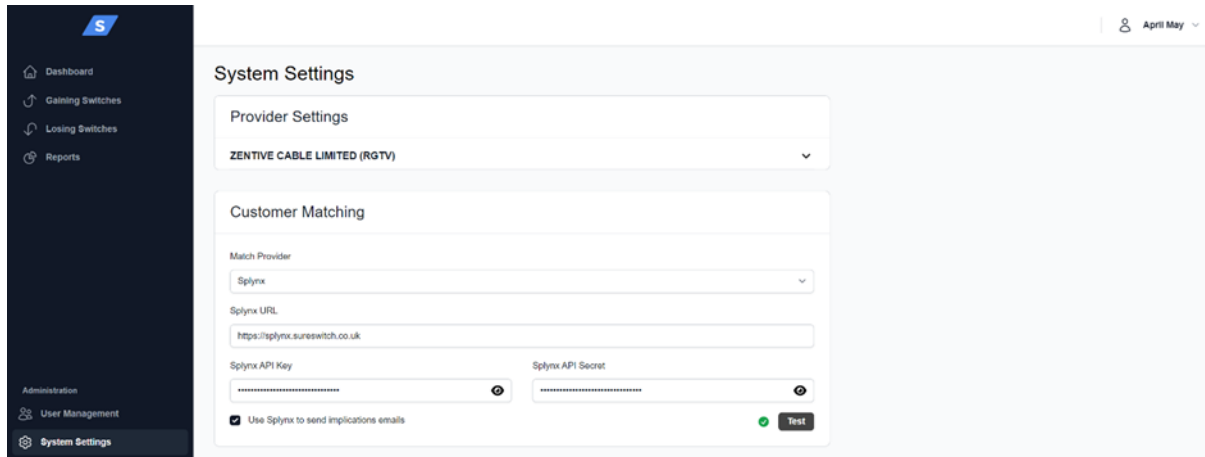 S
April May
Dashboard
Gaining Switches
Losing Switches
Reports
Administration
User Management
System Settings
System Settings
Provider Settings
ZENTIVE CABLE LIMITED (RGTV)
Customer Matching
Match Provider
Splynx
Splynx URL
https://splynx.sureswitch.co.uk
Splynx API Key
Splynx API Secret
Use Splynx to send implications emails
Test